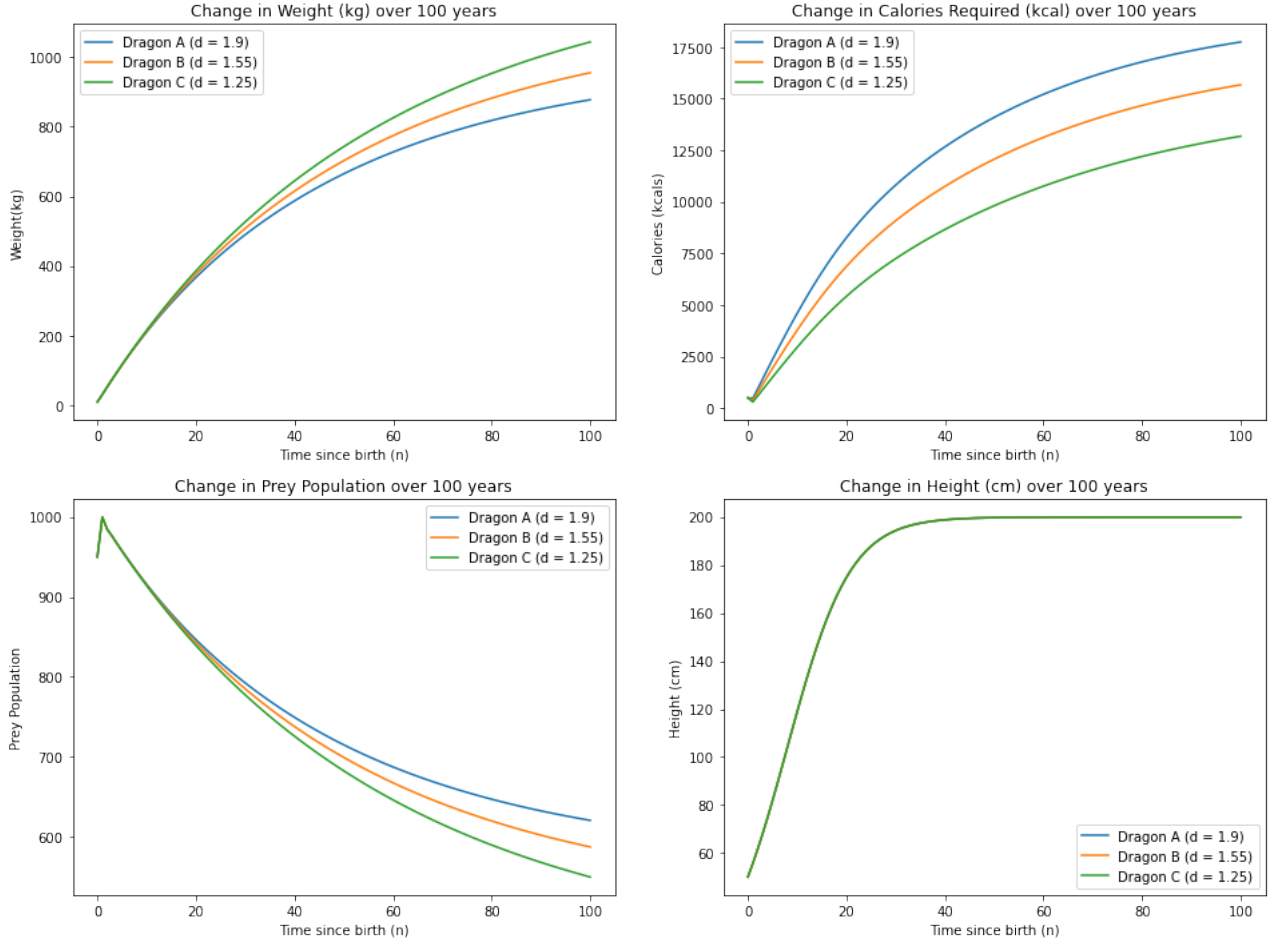 Change in Weight (kg) over 100 years
Dragon A (d = 1.9)
Dragon B (d = 1.55)
Dragon C (d = 1.25)
1000
800
600
400
200
0
Weight(kg)
0 20 40 60 80 100
Time since birth (n)
Change in Calories Required (kcal) over 100 years
Dragon A (d = 1.9)
Dragon B (d = 1.55)
Dragon C (d = 1.25)
17500
15000
12500
10000
7500
5000
2500
0
Calories (kcals)
0 20 40 60 80 100
Time since birth (n)
Change in Prey Population over 100 years
Dragon A (d = 1.9)
Dragon B (d = 1.55)
Dragon C (d = 1.25)
1000
900
800
700
600
Prey Population
0 20 40 60 80 100
Time since birth (n)
Change in Height (cm) over 100 years
200
180
160
140
120
100
80
60
Height (cm)
Dragon A (d = 1.9)
Dragon B (d = 1.55)
Dragon C (d = 1.25)
0 20 40 60 80 100
Time since birth (n)